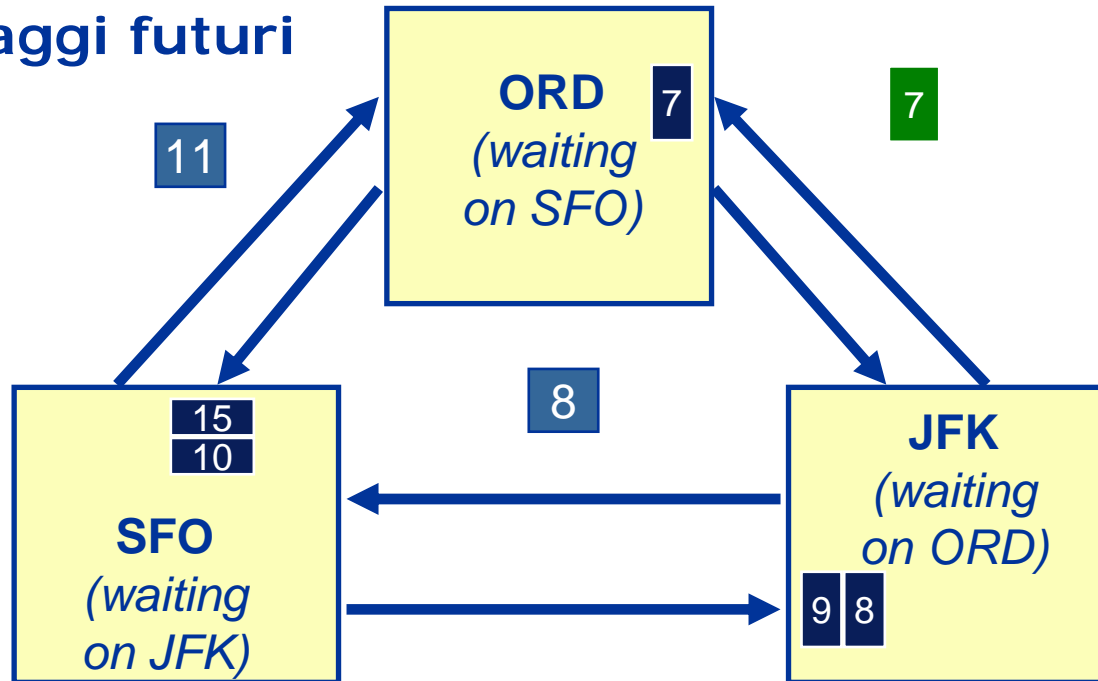 aggi futuri
ORD
(waiting
on SFO)
7
7
11
8
15
10
SFO
(waiting
on JFK)
JFK
(waiting
on ORD)
9 8